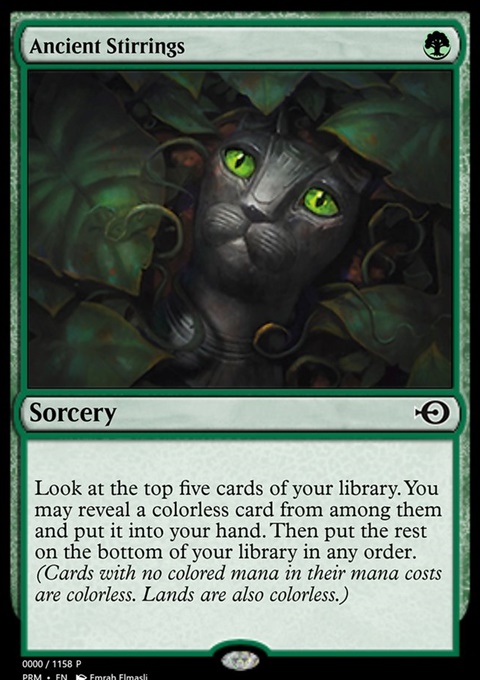 Ancient Stirrings
Sorcery
Look at the top five cards of your library. You
may reveal a colorless card from among them
and put it into your hand. Then put the rest
on the bottom of your library in any order.
(Cards with no colored mana in their mana costs
are colorless. Lands are also colorless.)
0000 / 1158 P
PRM • EN Emrah Elmasli